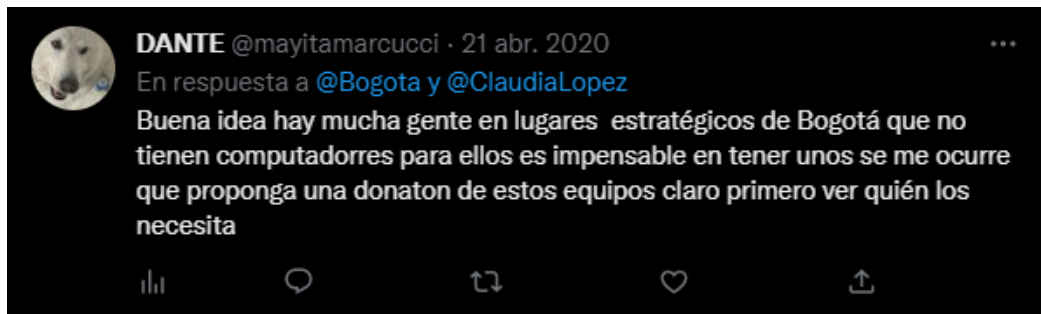 DANTE @mayitamarcucci · 21 abr. 2020
En respuesta a @Bogota y @ClaudiaLopez
Buena idea hay mucha gente en lugares  estratégicos de Bogotá que no
tienen computadorres para ellos es impensable en tener unos se me ocurre
que proponga una donaton de estos equipos claro primero ver quién los
necesita